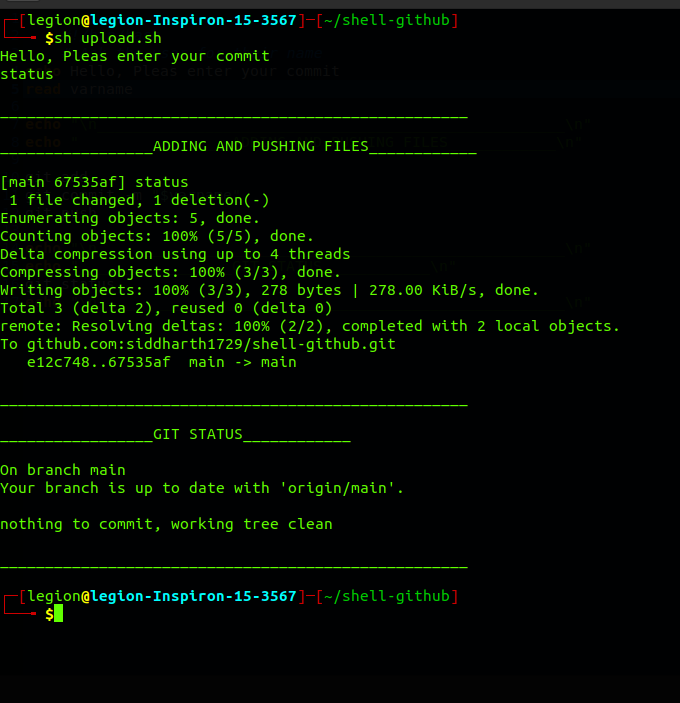 ┌─[legion@legion-Inspiron-15-3567]─[~/shell-github]
└──╼ $sh upload.sh
Hello, Pleas enter your commit
status
____________________________________________________
_________________ADDING AND PUSHING FILES____________
[main 67535af] status
 1 file changed, 1 deletion(-)
Enumerating objects: 5, done.
Counting objects: 100% (5/5), done.
Delta compression using up to 4 threads
Compressing objects: 100% (3/3), done.
Writing objects: 100% (3/3), 278 bytes | 278.00 KiB/s, done.
Total 3 (delta 2), reused 0 (delta 0)
remote: Resolving deltas: 100% (2/2), completed with 2 local objects.
To github.com:siddharth1729/shell-github.git
   e12c748..67535af  main -> main
____________________________________________________
_________________GIT STATUS____________
On branch main
Your branch is up to date with 'origin/main'.
nothing to commit, working tree clean
____________________________________________________
┌─[legion@legion-Inspiron-15-3567]─[~/shell-github]
└──╼ $